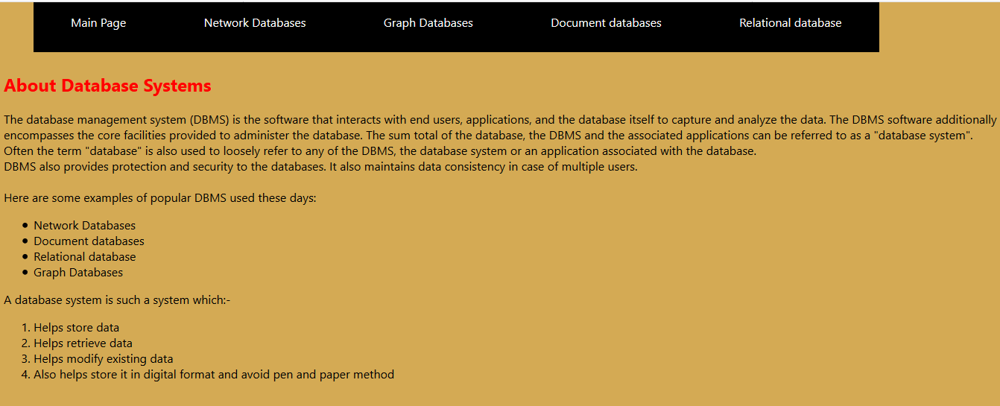 Main Page Network Databases Graph Databases Document databases Relational database
About Database Systems
The database management system (DBMS) is the software that interacts with end users, applications, and the database itself to capture and analyze the data. The DBMS software additionally
encompasses the core facilities provided to administer the database. The sum total of the database, the DBMS and the associated applications can be referred to as a "database system".
Often the term "database" is also used to loosely refer to any of the DBMS, the database system or an application associated with the database.
DBMS also provides protection and security to the databases. It also maintains data consistency in case of multiple users.
Here are some examples of popular DBMS used these days:
• Network Databases
• Document databases
• Relational database
• Graph Databases
A database system is such a system which:-
1. Helps store data
2. Helps retrieve data
3. Helps modify existing data
4. Also helps store it in digital format and avoid pen and paper method